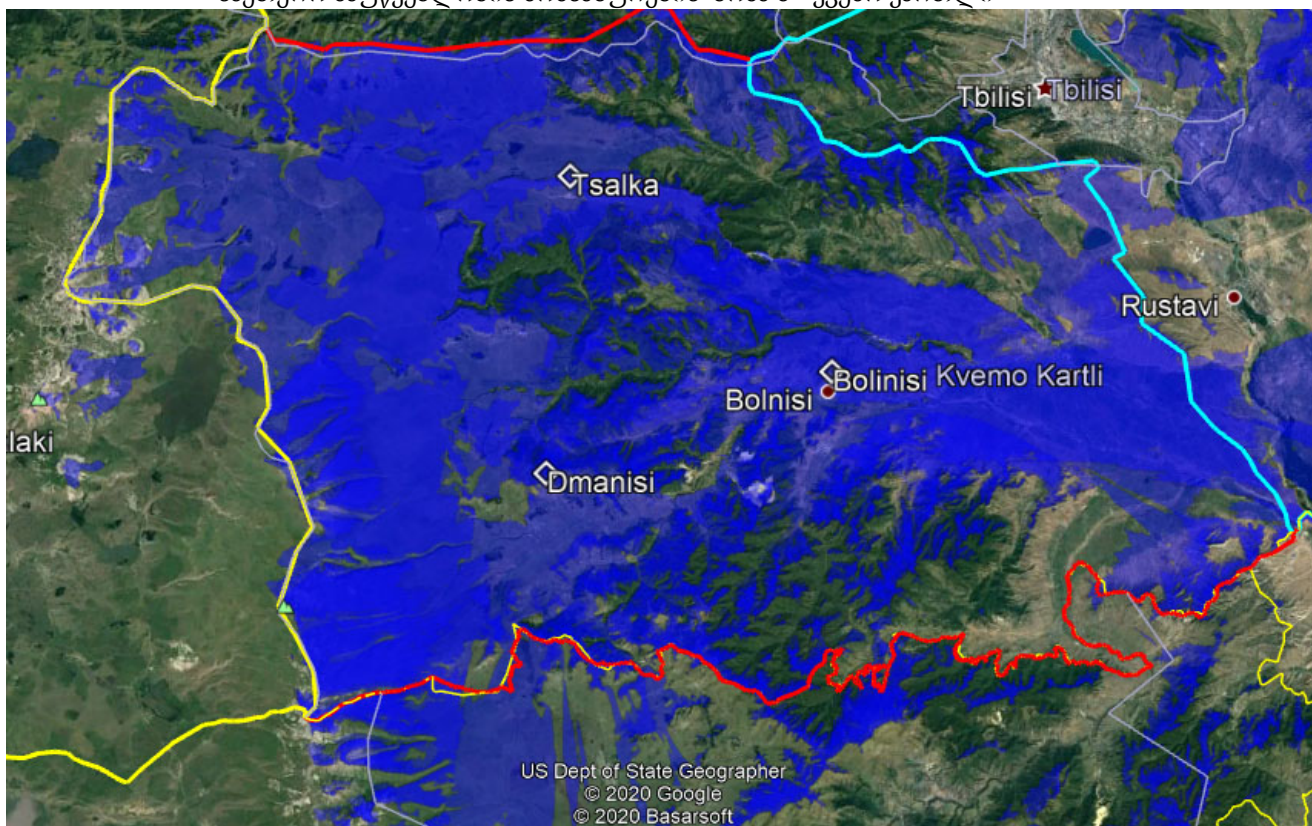 Tbilisi
Tbilisi
Tsalka
Rustavi
Bolinisi
Kvemo Kartli
Bolnisi
laki
Dmanisi
US Dept of State Geographer
© 2020 Google
© 2020 Basarsoft